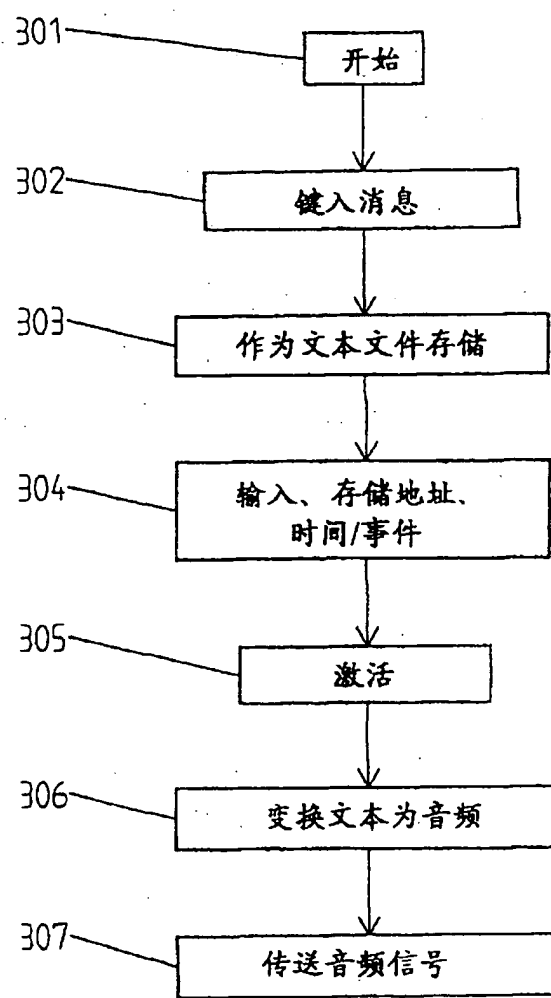 301
开始
302
键入消息
303
作为文本文件存储
304
输入、存储地址、
时间/事件
305
激活
306
变换文本为音频
307
传送音频信号